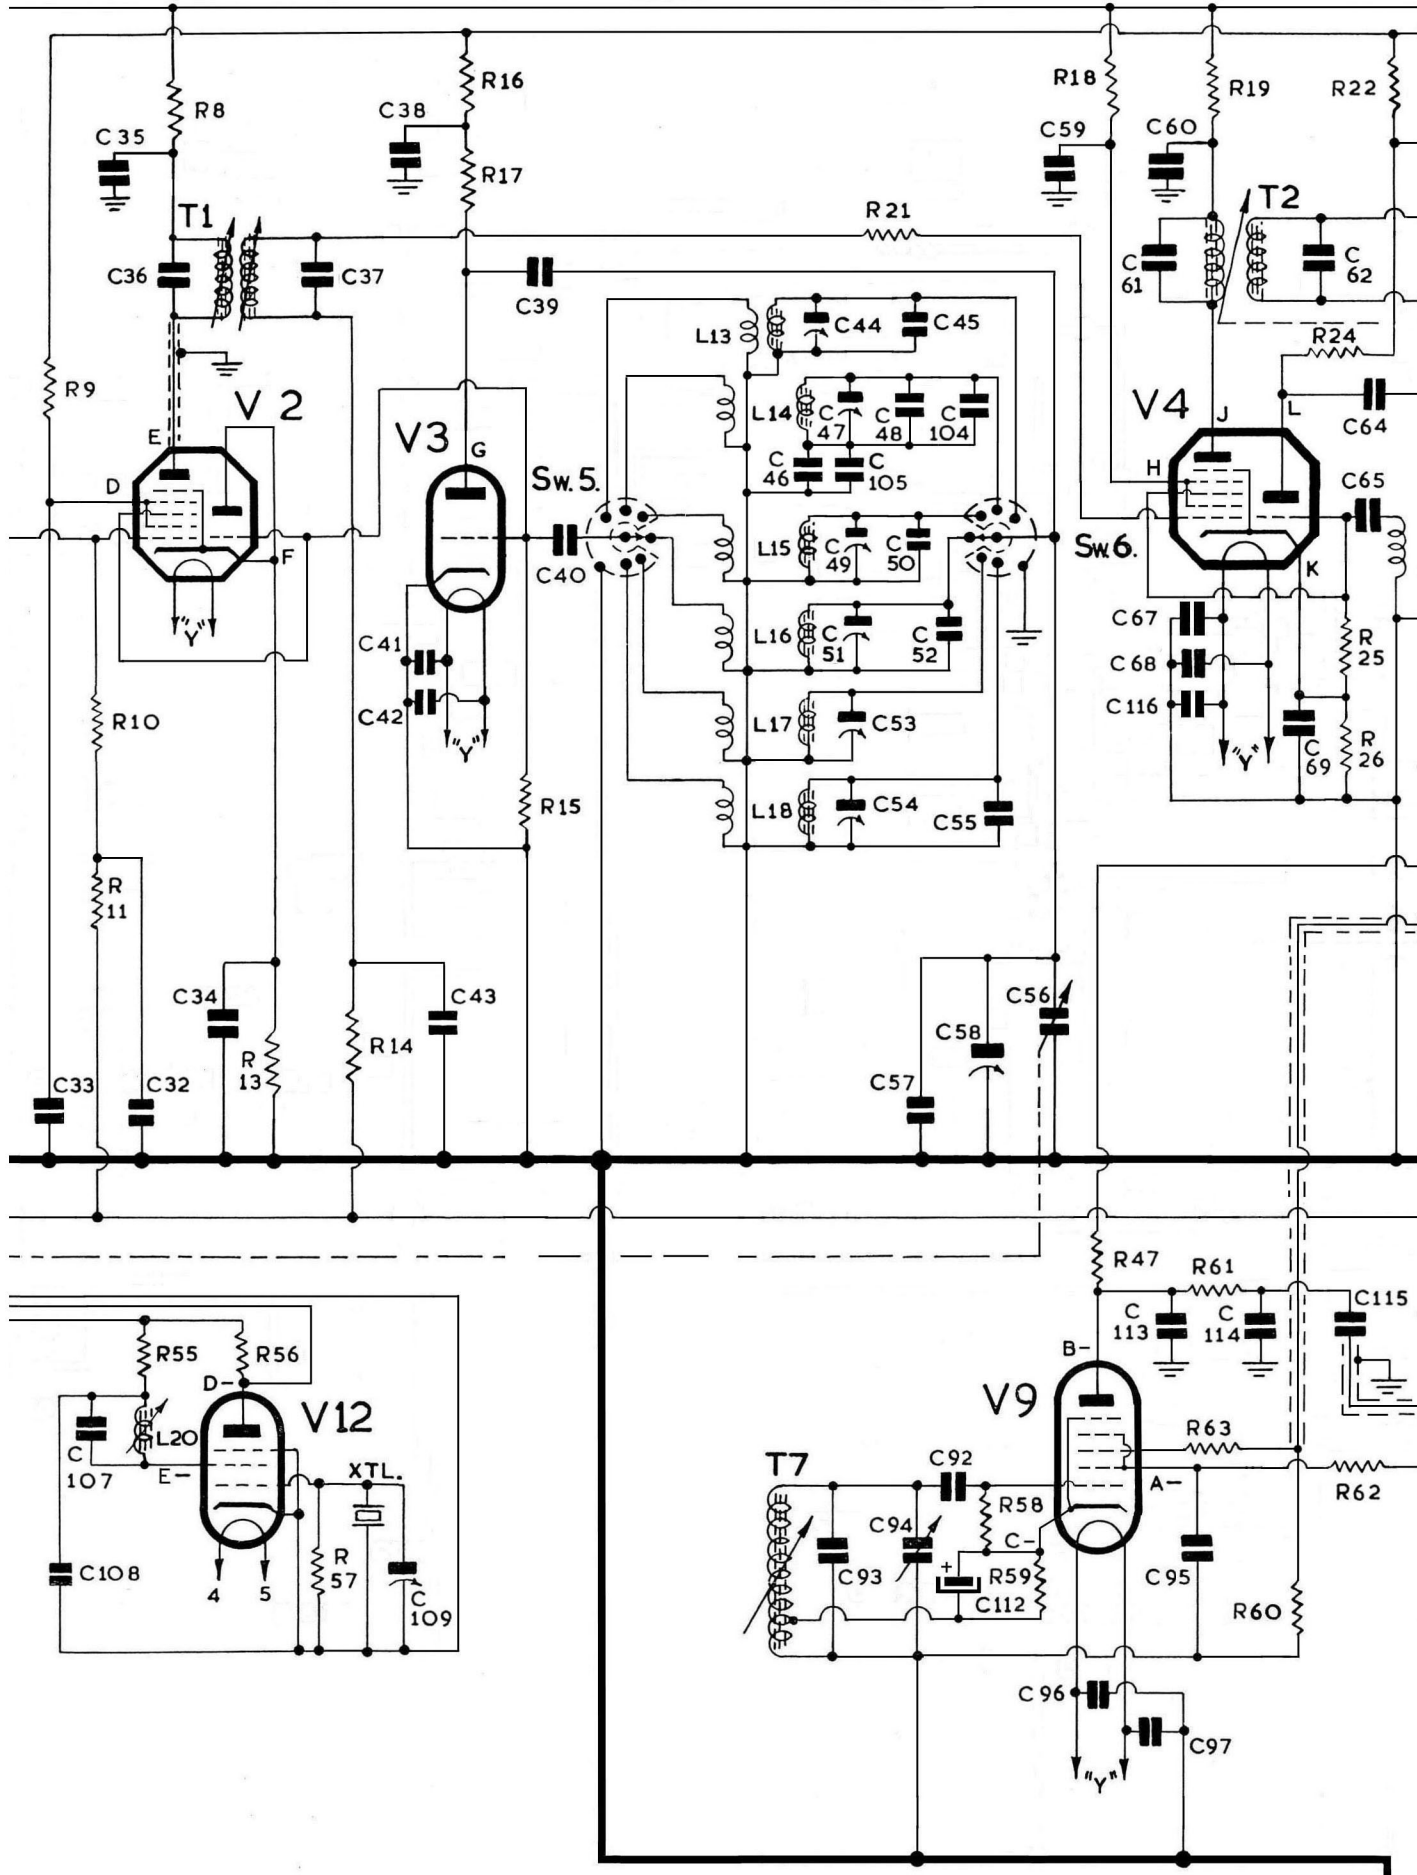 R8
R16
R18
R19
R22
C35
C38
C59
C60
R17
T1
R21
T2
C36
C37
C39
C
61
C
62
L13
C44
C45
R24
R9
V2
L14
C
47
C
48
C
104
V4
J
L
C64
E
V3
G
C
46
C
105
D
Sw.5.
H
C65
F
C40
L15
C
49
C
50
Sw.6.
K
"Y"
C41
L16
C
51
C
52
C67
C68
R
25
C42
"Y"
R10
L17
C53
C116
"Y"
C
69
R
26
R15
L18
C54
C55
R
11
C34
C43
C56
R14
C58
R
13
C33
C32
C57
R47
R61
C115
C
113
C
114
R55
R56
B-
D-
V12
V9
L20
C
107
E-
XTL.
R63
T7
C92
A-
R62
R58
C94
C-
C93
+
R59
C112
C95
C108
4
5
R
57
C
109
R60
C96
C97
"Y"